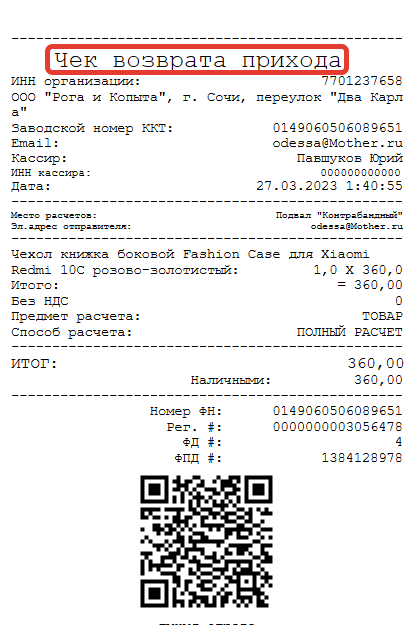 Чек возврата прихода
ИНН организации: 7701237658
ООО "Рога и Копыта", г. Сочи, переулок "Два Карл
а"
Заводской номер ККТ: 0149060506089651
Email: odessa@Mother.ru
Кассир: Павшуков Юрий
ИНН кассира: 000000000000
Дата: 27.03.2023 1:40:55
Место расчетов: Подвал "Контрабандный"
Эл.адрес отправителя: odessa@Mother.ru
Чехол книжка боковой Fashion Case для Xiaomi
Redmi 10C розово-золотистый: 1,0 X 360,0
Итого: = 360,00
Без НДС 0
Предмет расчета: ТОВАР
Способ расчета: ПОЛНЫЙ РАСЧЕТ
ИТОГ: 360,00
Наличными: 360,00
Номер ФН: 0149060506089651
Рег. #: 0000000003056478
ФД #: 4
ФПД #: 1384128978